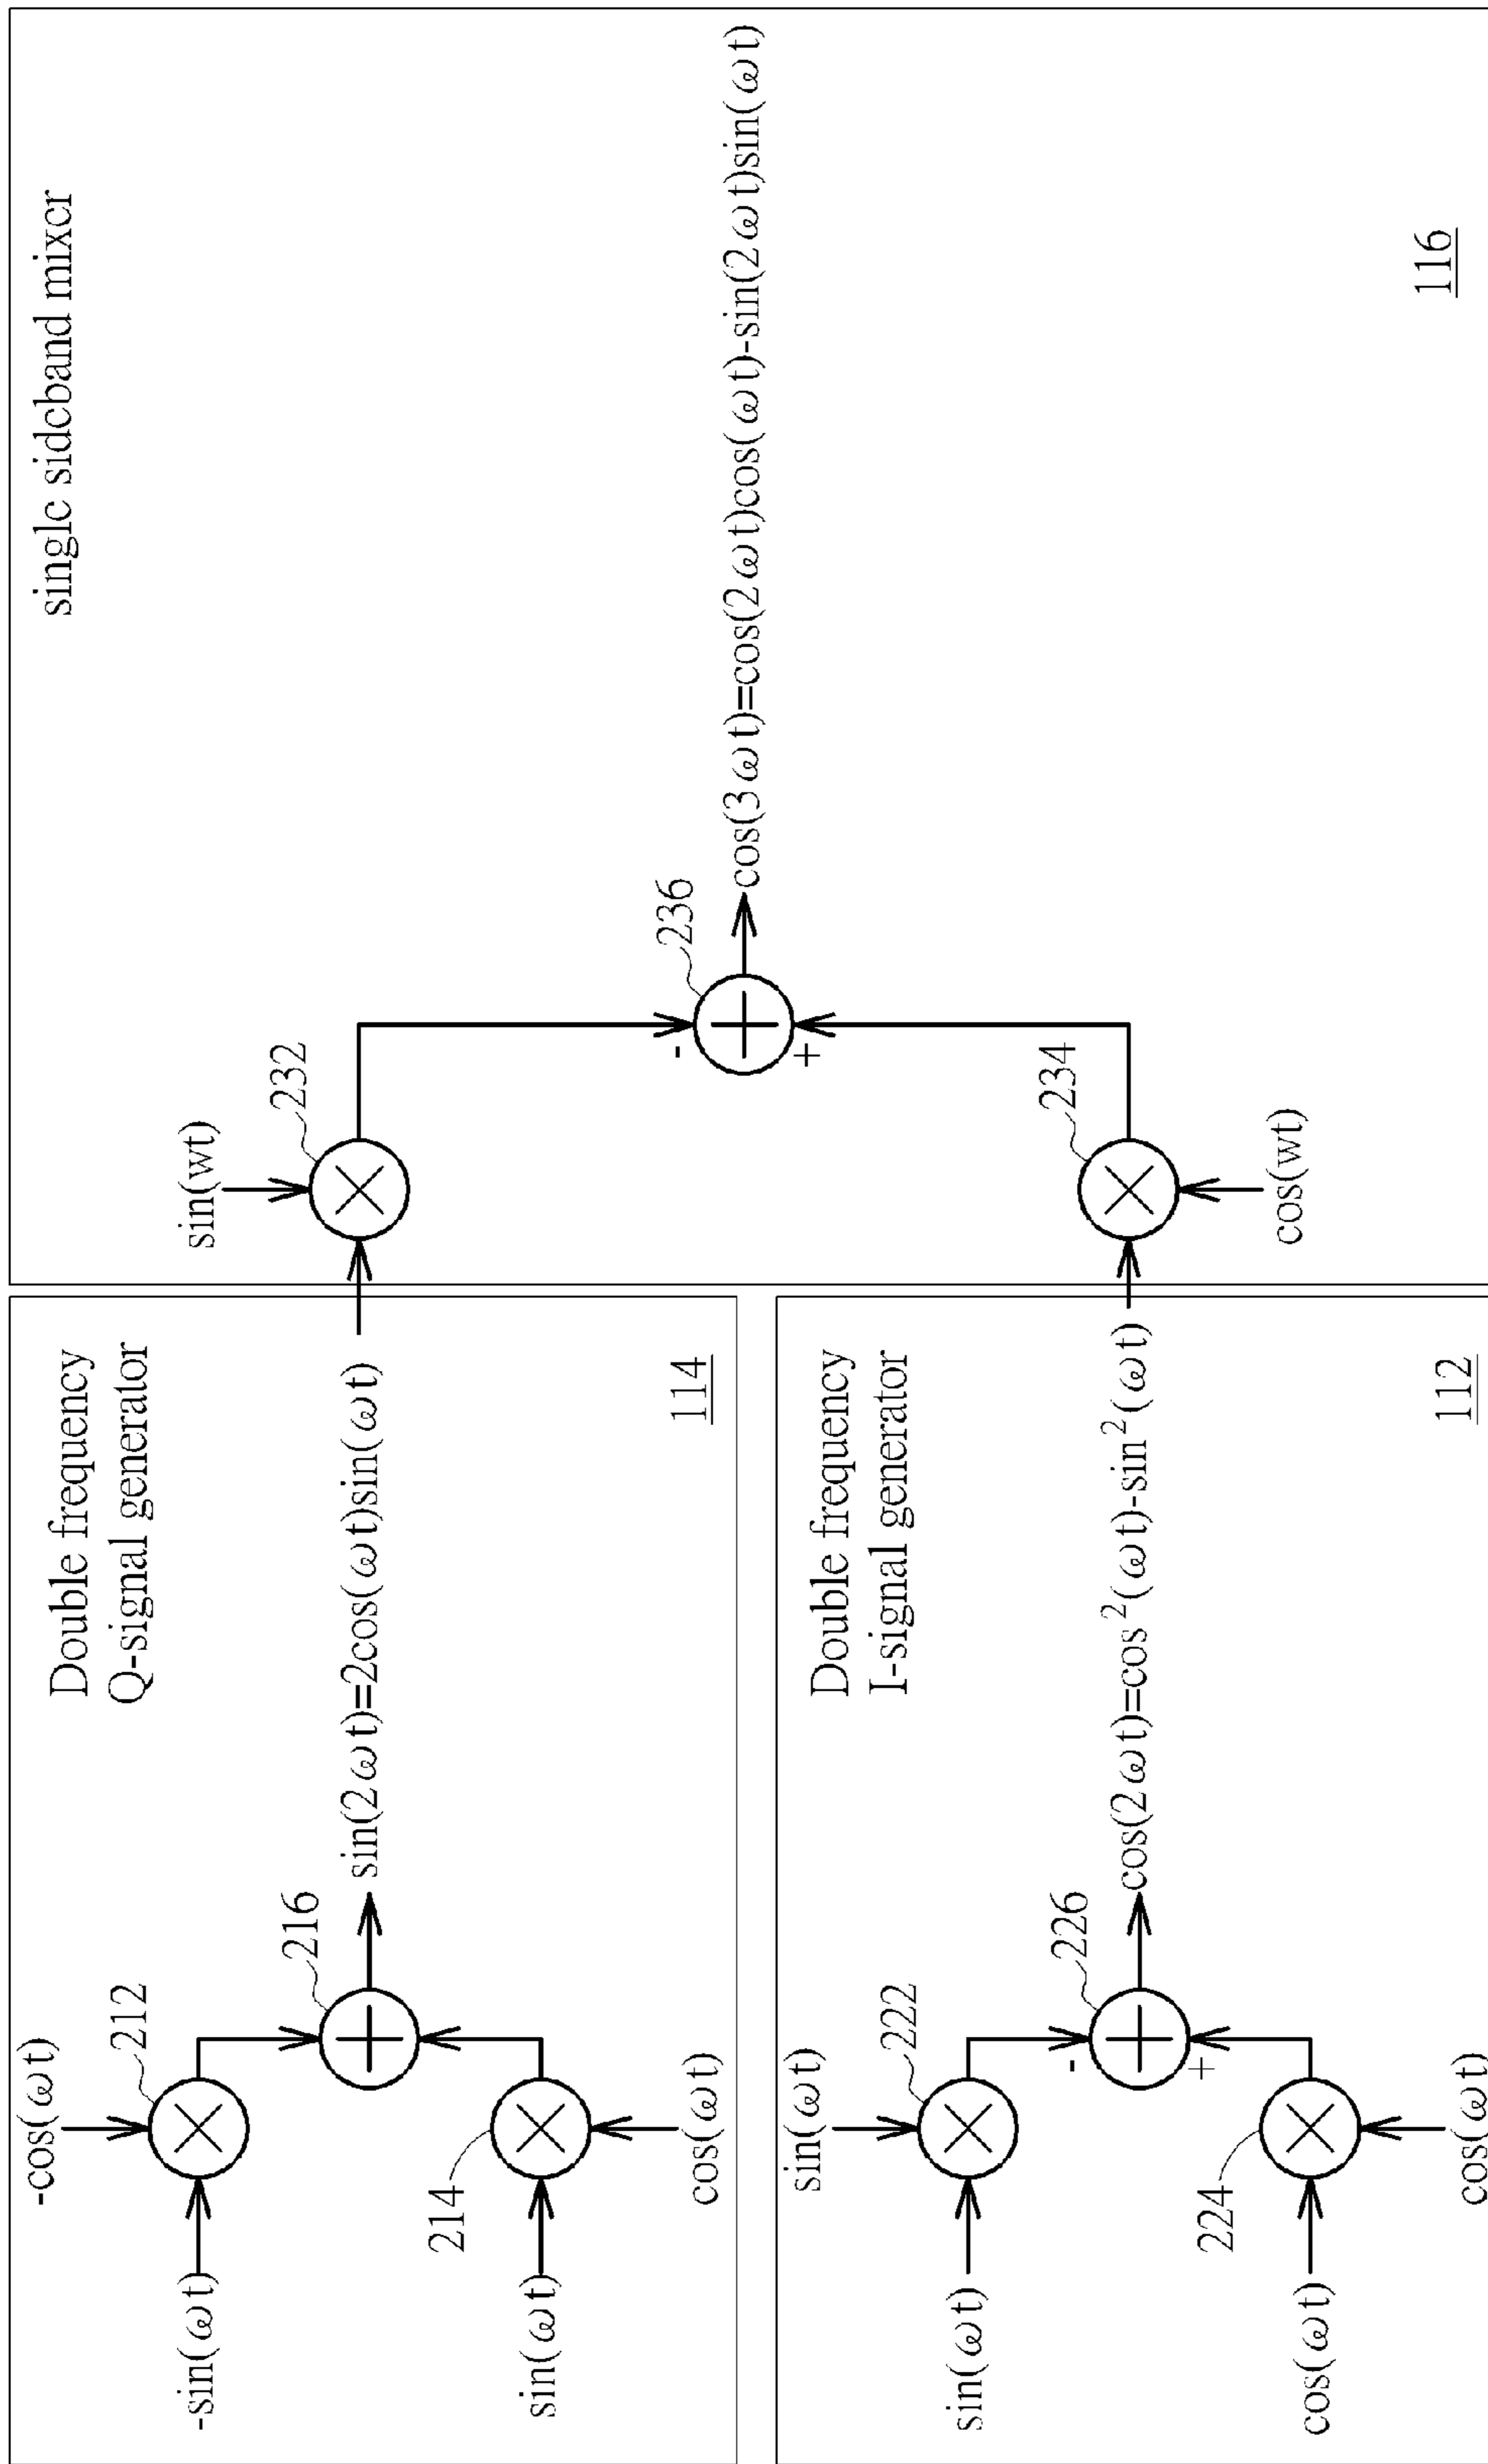 Double frequency
Q-signal generator
-cos(ωt)
212
-sin(ωt)
216
sin(2ωt)=2cos(ωt)sin(ωt)
214
sin(ωt)
cos(ωt)
114
single sideband mixer
sin(wt)
232
236
-
+
cos(3ωt)=cos(2ωt)cos(ωt)-sin(2ωt)sin(ωt)
234
cos(wt)
116
Double frequency
I-signal generator
sin(ωt)
222
sin(ωt)
226
-
+
cos(2ωt)=cos²(ωt)-sin²(ωt)
224
cos(ωt)
cos(ωt)
112